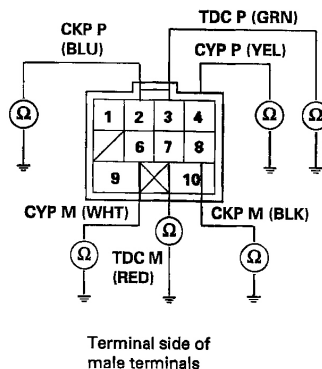 TDC P (GRN)
CKP P
(BLU)
CYP P (YEL)
Ω
Ω
Ω
1 2 3 4
6 7 8
9 10
CYP M (WHT)
CKP M (BLK)
Ω
TDC M
(RED)
Ω
Ω
Terminal side of
male terminals